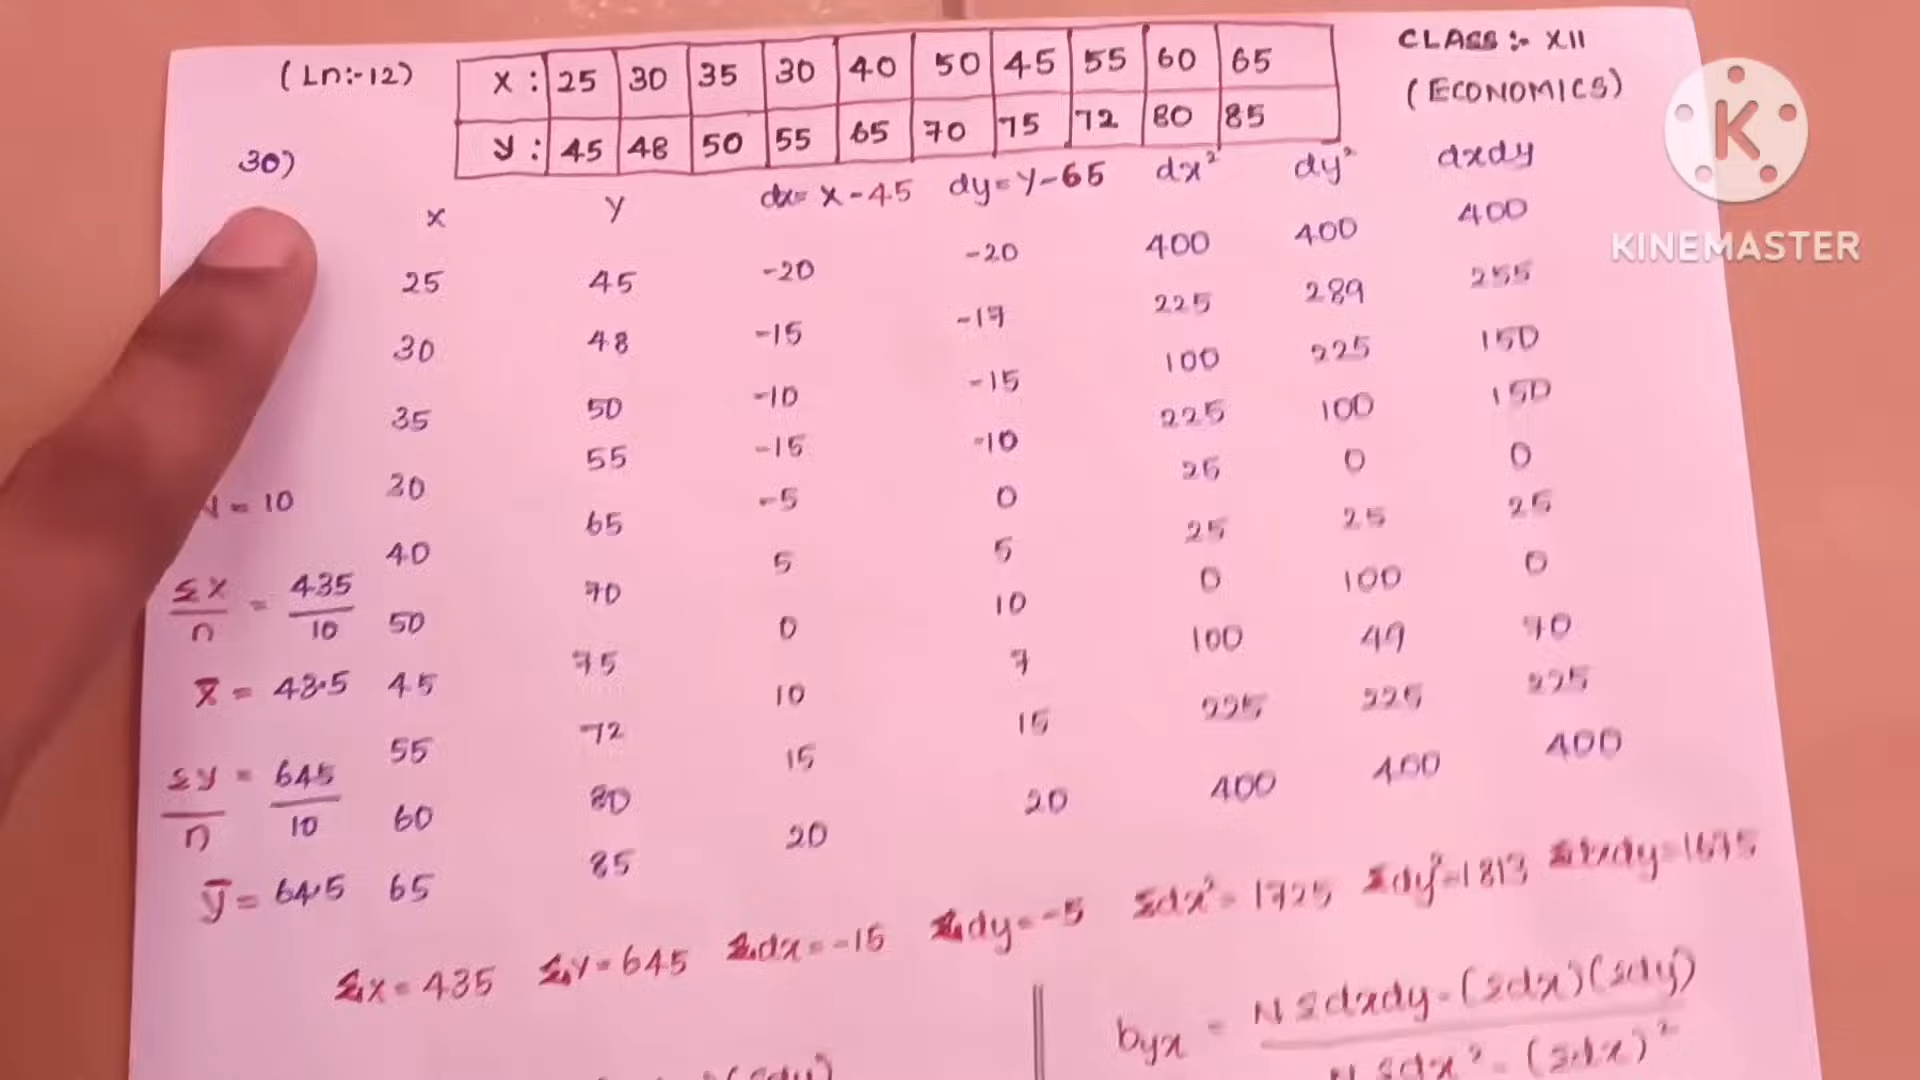 (Ln:-12)
X : 25 30 35 30 40 50 45 55 60 65
y : 45 48 50 55 65 70 75 72 80 85
CLASS :- XII
(ECONOMICS)
KINEMASTER
30)
x y dx= x-45 dy=y-65 dx² dy² dxdy
25 45 -20 -20 400 400 400
30 48 -15 -17 225 289 255
35 50 -10 -15 100 225 150
30 55 -15 -10 225 100 150
40 65 -5 0 25 0 0
50 70 5 5 25 25 25
45 75 0 10 0 100 0
55 72 10 7 100 49 70
60 80 15 15 225 225 225
65 85 20 20 400 400 400
= 10
Σx/n = 435/10
x̄ = 43.5
Σy/n = 645/10
ȳ = 64.5
Σx = 435 Σy = 645 Σdx = -15 Σdy = -5 Σdx² = 1725 Σdy² = 1813 Σdxdy = 1675
byx = NΣdxdy - (Σdx)(Σdy) / NΣdx² - (Σdx)²
(Σdy)